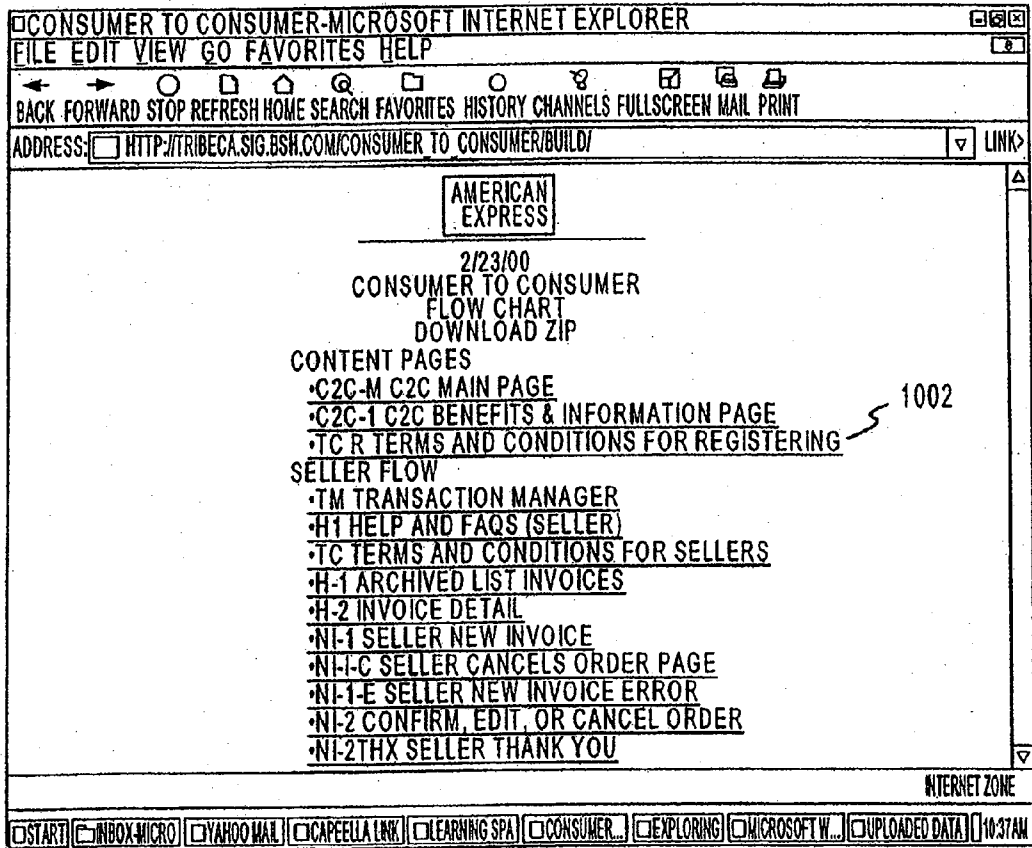 CONSUMER TO CONSUMER-MICROSOFT INTERNET EXPLORER
FILE EDIT VIEW GO FAVORITES HELP
BACK FORWARD STOP REFRESH HOME SEARCH FAVORITES HISTORY CHANNELS FULLSCREEN MAIL PRINT
ADDRESS: HTTP://TRIBECA.SIG.BSH.COM/CONSUMER TO CONSUMER/BUILD/ LINK>
AMERICAN
EXPRESS
2/23/00
CONSUMER TO CONSUMER
FLOW CHART
DOWNLOAD ZIP
CONTENT PAGES
•C2C-M C2C MAIN PAGE
•C2C-1 C2C BENEFITS & INFORMATION PAGE
1002
•TC R TERMS AND CONDITIONS FOR REGISTERING
SELLER FLOW
•TM TRANSACTION MANAGER
•H1 HELP AND FAQS (SELLER)
•TC TERMS AND CONDITIONS FOR SELLERS
•H-1 ARCHIVED LIST INVOICES
•H-2 INVOICE DETAIL
•NI-1 SELLER NEW INVOICE
•NI-I-C SELLER CANCELS ORDER PAGE
•NI-1-E SELLER NEW INVOICE ERROR
•NI-2 CONFIRM, EDIT, OR CANCEL ORDER
•NI-2THX SELLER THANK YOU
INTERNET ZONE
START INBOX-MICRO YAHOO MAIL CAPEELLA LINK LEARNING SPA CONSUMER... EXPLORING MICROSOFT W... UPLOADED DATA 10:37AM